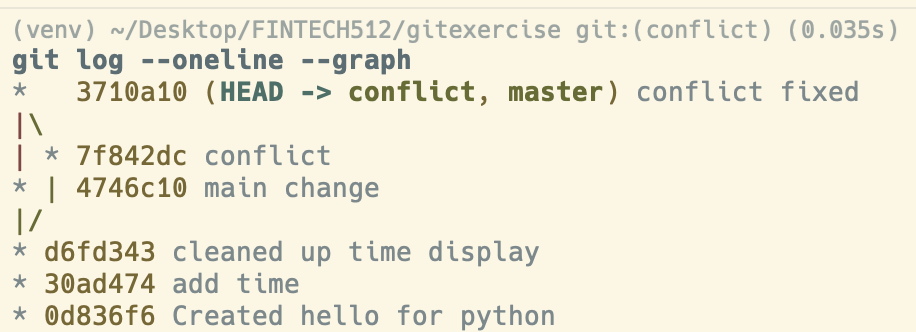 (venv) ~/Desktop/FINTECH512/gitexercise git:(conflict) (0.035s)
git log --oneline --graph
*   3710a10 (HEAD -> conflict, master) conflict fixed
|\
| * 7f842dc conflict
* | 4746c10 main change
|/
* d6fd343 cleaned up time display
* 30ad474 add time
* 0d836f6 Created hello for python